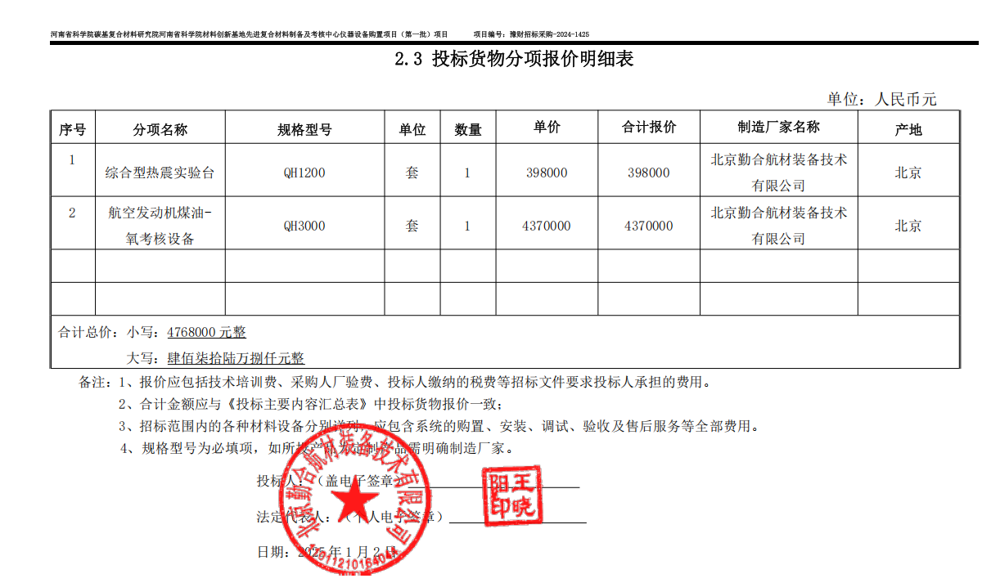 河南省科学院碳基复合材料研究院河南省科学院材料创新基地先进复合材料制备及考核中心仪器设备购置项目（第一批）项目 项目编号：豫财招标采购-2024-1425
2.3 投标货物分项报价明细表
单位：人民币元
序号 分项名称 规格型号 单位 数量 单价 合计报价 制造厂家名称 产地
1 综合型热震实验台 QH1200 套 1 398000 398000 北京勤合航材装备技术
有限公司 北京
2 航空发动机煤油-
氧考核设备 QH3000 套 1 4370000 4370000 北京勤合航材装备技术
有限公司 北京
合计总价：小写：4768000 元整
大写：肆佰柒拾陆万捌仟元整
备注：1、报价应包括技术培训费、采购人厂验费、投标人缴纳的税费等招标文件要求投标人承担的费用。
2、合计金额应与《投标主要内容汇总表》中投标货物报价一致；
3、招标范围内的各种材料设备分别详列，应包含系统的购置、安装、调试、验收及售后服务等全部费用。
4、规格型号为必填项，如所投产品为定制产品需明确制造厂家。
投标人：（盖电子签章）
法定代表人：（个人电子签章）
日期：2025 年 1 月 2 日
北京勤合航材装备技术有限公司
王晓阳印